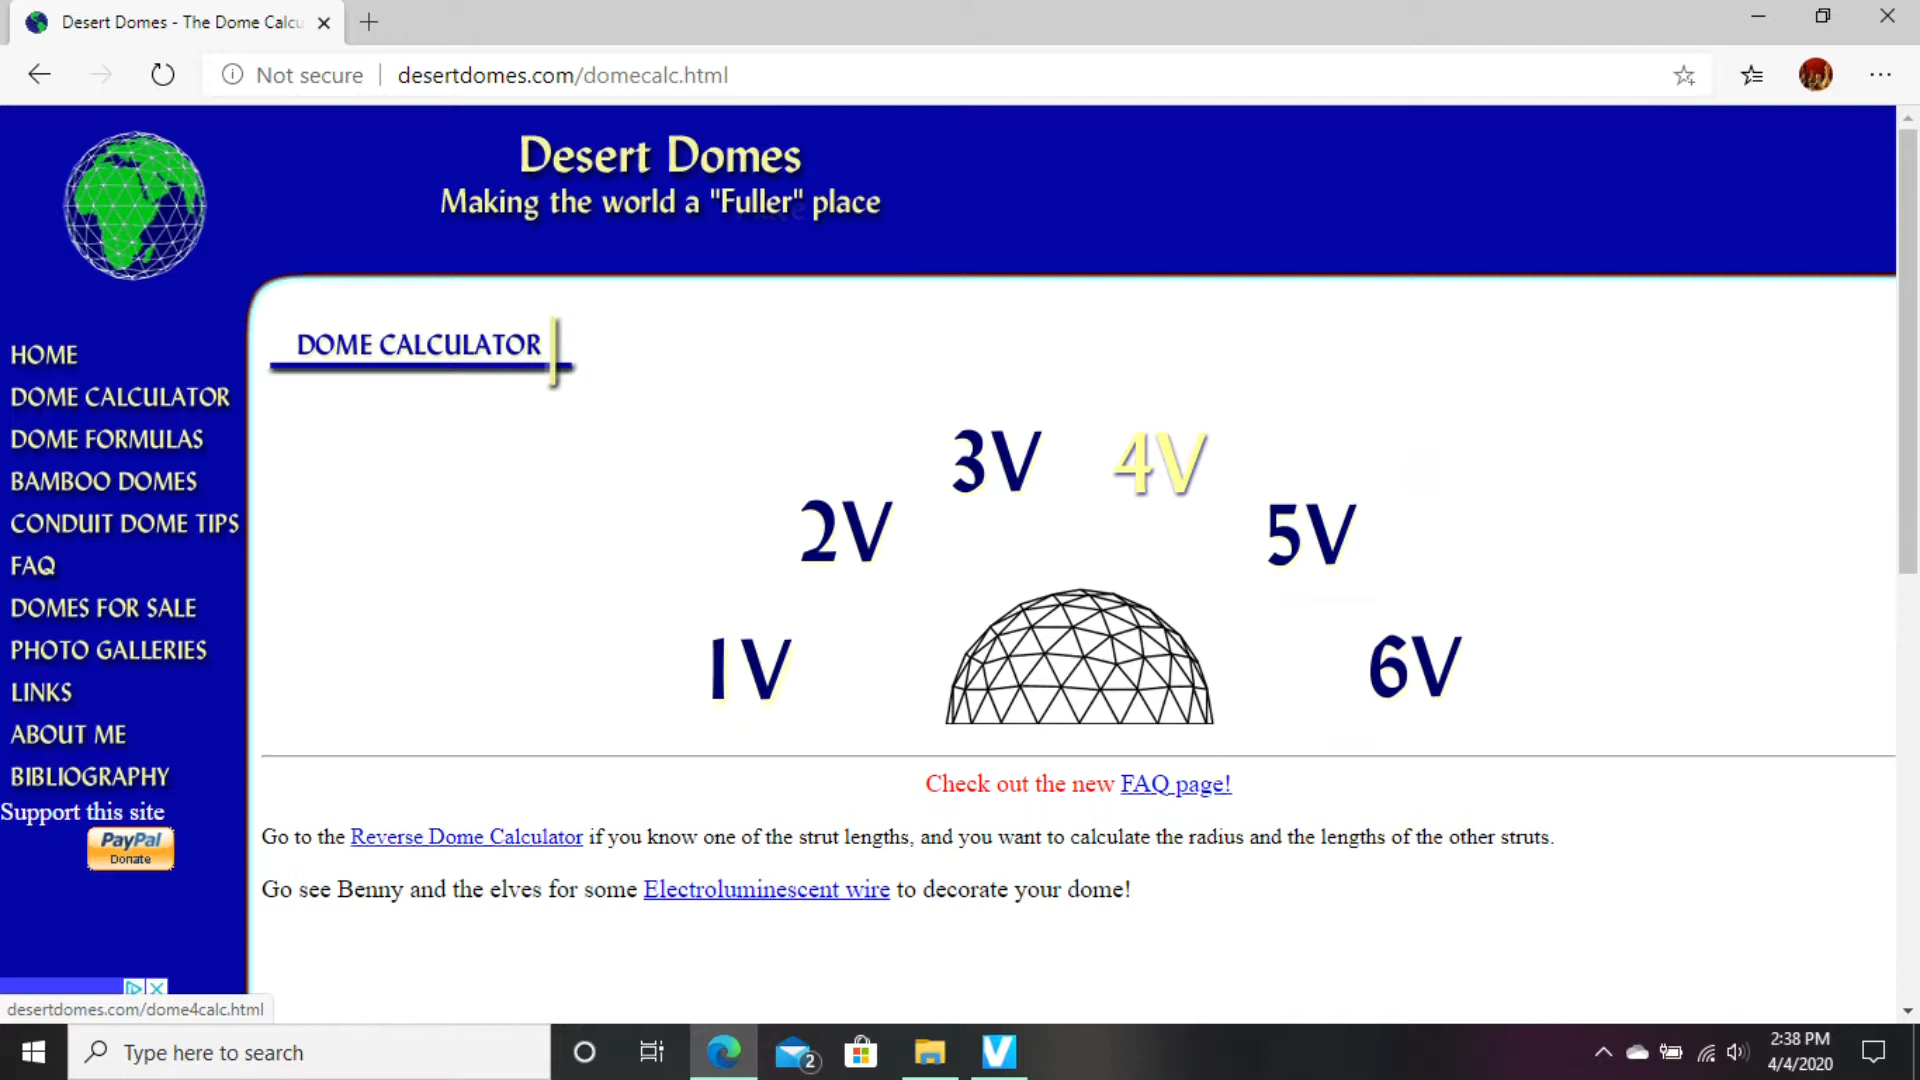 Desert Domes - The Dome Calcu
Not secure
desertdomes.com/domecalc.html
Desert Domes
Making the world a "Fuller" place
HOME
DOME CALCULATOR
DOME FORMULAS
BAMBOO DOMES
CONDUIT DOME TIPS
FAQ
DOMES FOR SALE
PHOTO GALLERIES
LINKS
ABOUT ME
BIBLIOGRAPHY
Support this site
PayPal
Donate
DOME CALCULATOR
3V 4V
2V 5V
1V 6V
Check out the new FAQ page!
Go to the Reverse Dome Calculator if you know one of the strut lengths, and you want to calculate the radius and the lengths of the other struts.
Go see Benny and the elves for some Electroluminescent wire to decorate your dome!
desertdomes.com/dome4calc.html
Type here to search
2
2:38 PM
4/4/2020